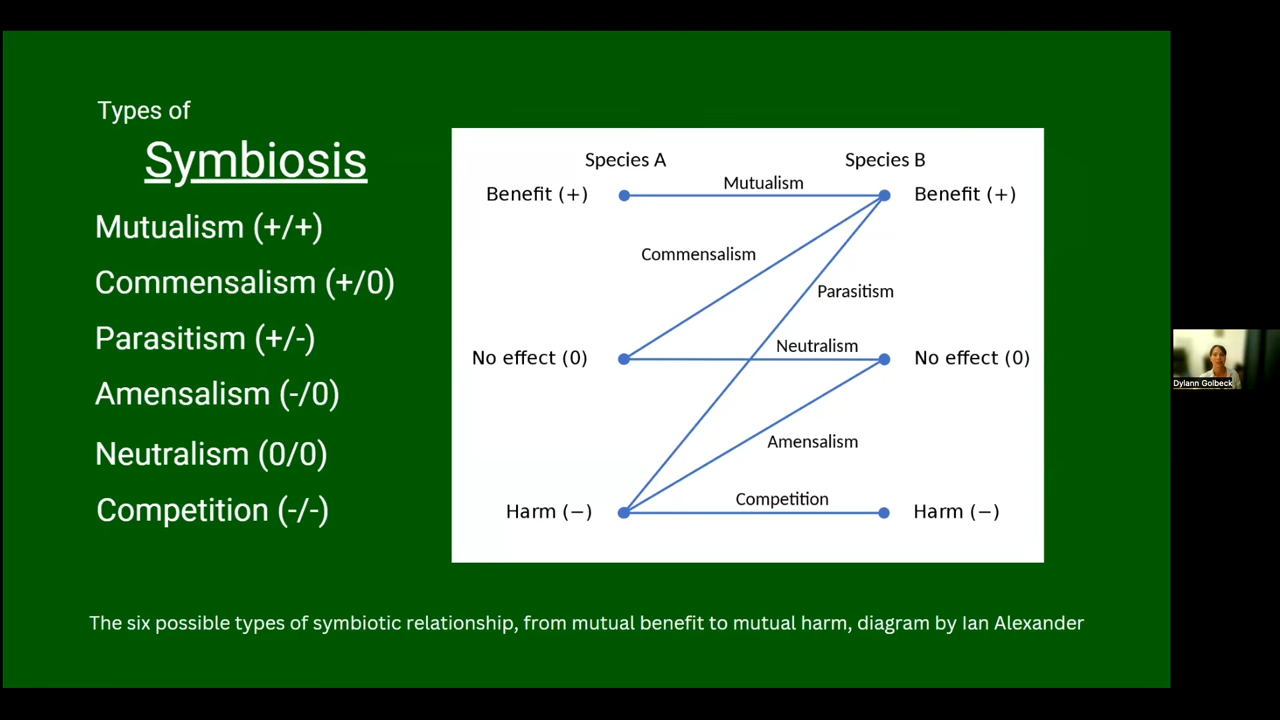 Types of
Symbiosis
Mutualism (+/+)
Commensalism (+/0)
Parasitism (+/-)
Amensalism (-/0)
Neutralism (0/0)
Competition (-/-)
Species A
Species B
Benefit (+)
Mutualism
Benefit (+)
Commensalism
Parasitism
No effect (0)
Neutralism
No effect (0)
Amensalism
Harm (−)
Competition
Harm (−)
The six possible types of symbiotic relationship, from mutual benefit to mutual harm, diagram by Ian Alexander
Dylann Golbeck